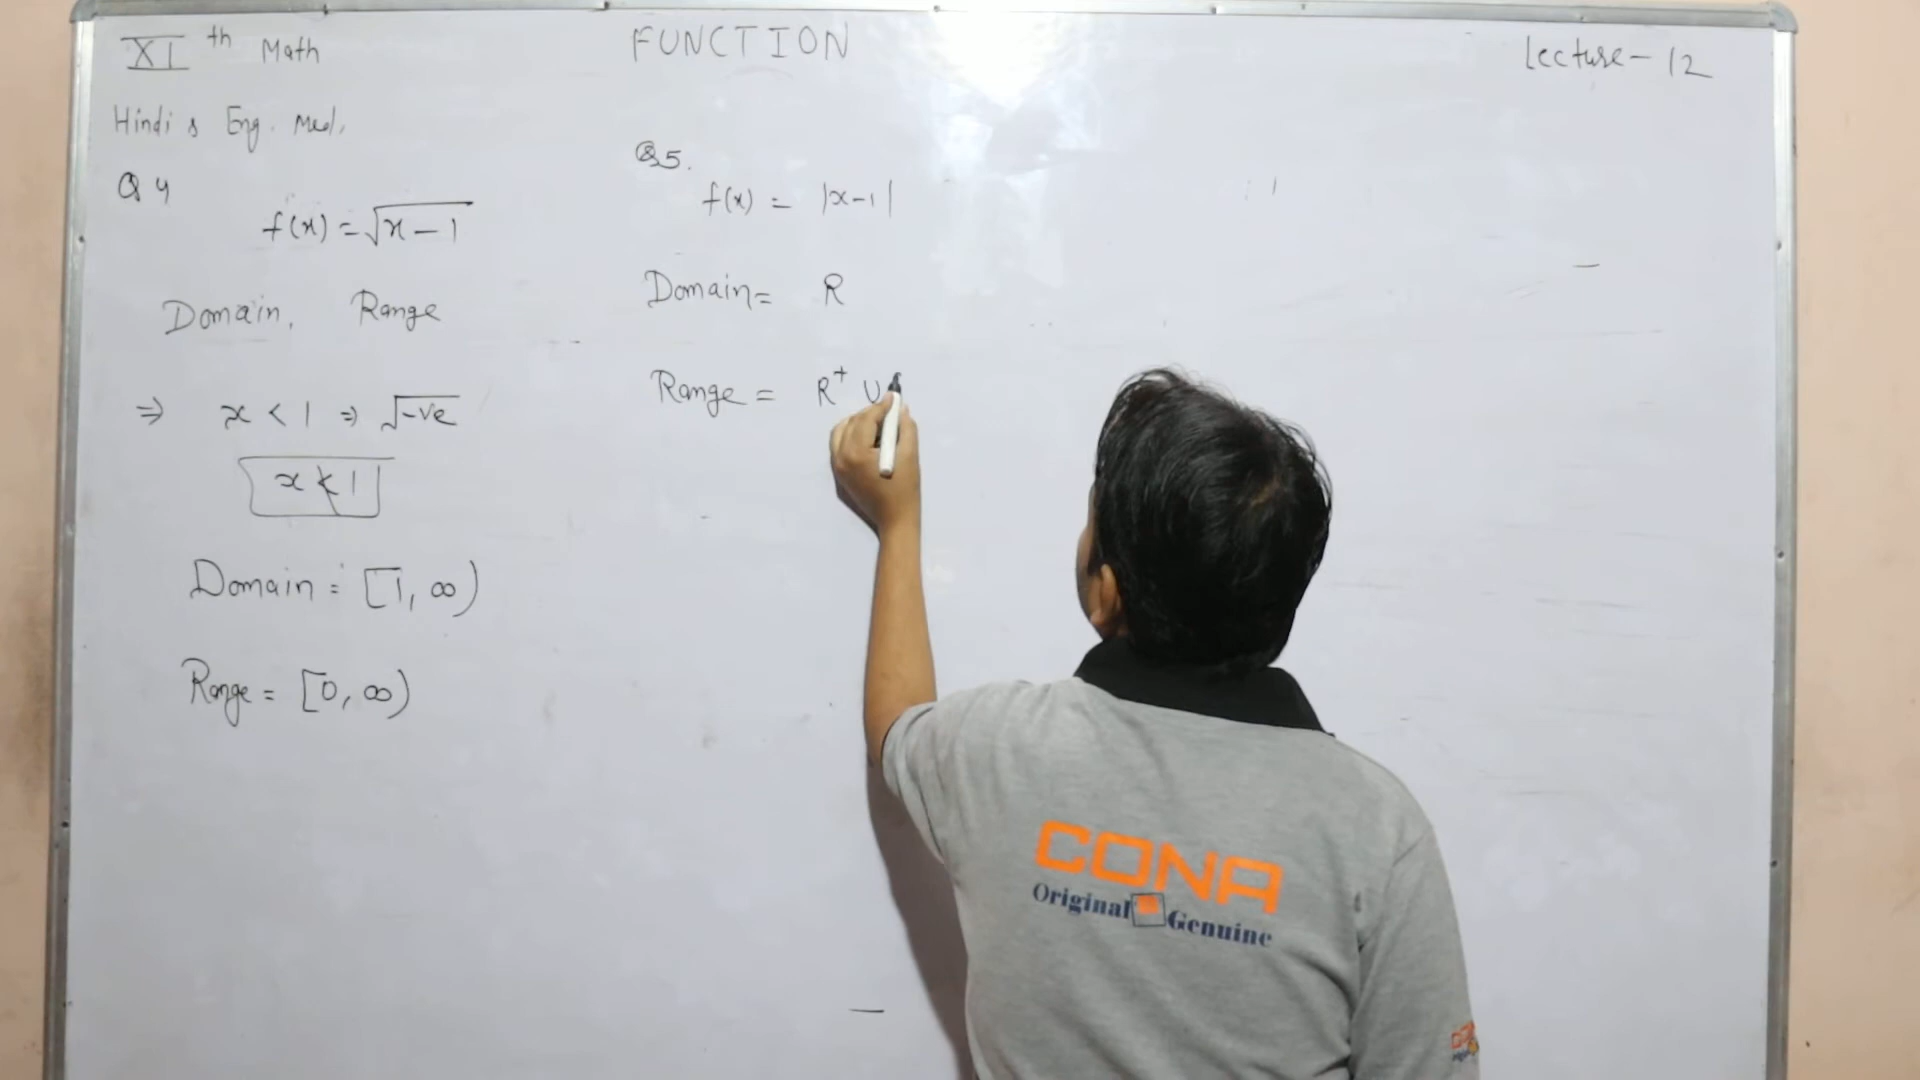 XI th Math
FUNCTION
Lecture - 12
Hindi & Eng. Med.
Q 4
f(x) = √x - 1
Domain, Range
⇒ x < 1 ⇒ √-ve
x ≮ 1
Domain = [1, ∞)
Range = [0, ∞)
Q5.
f(x) = |x-1|
Domain = R
Range = R⁺ ∪
CONA
Original Genuine